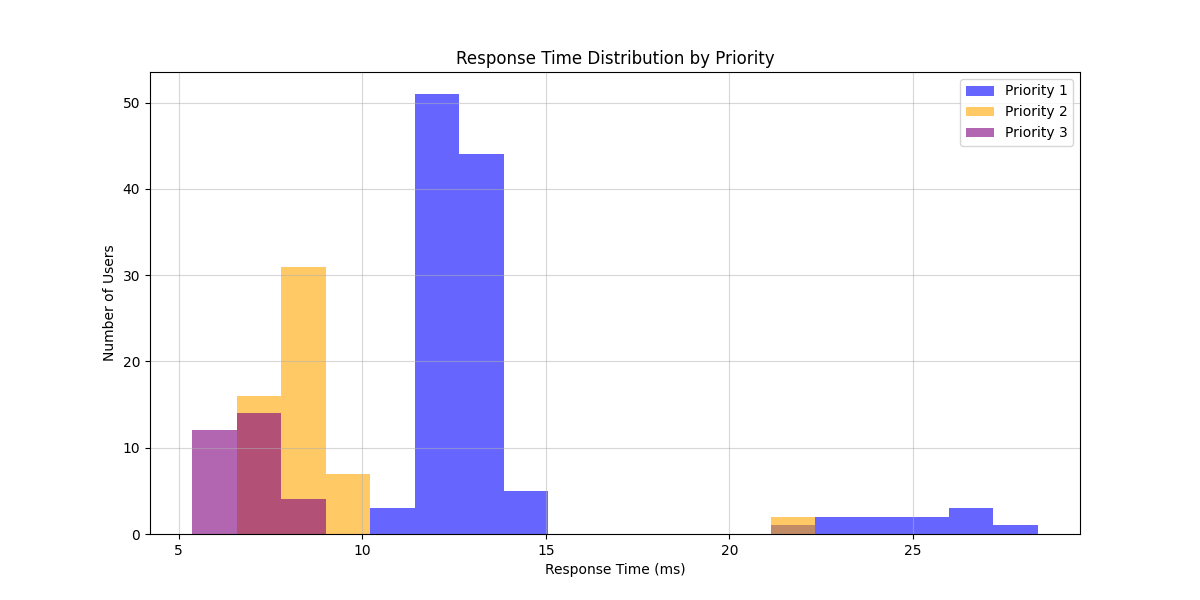 Response Time Distribution by Priority
Priority 1
Priority 2
Priority 3
Number of Users
50
40
30
20
10
0
5 10 15 20 25
Response Time (ms)